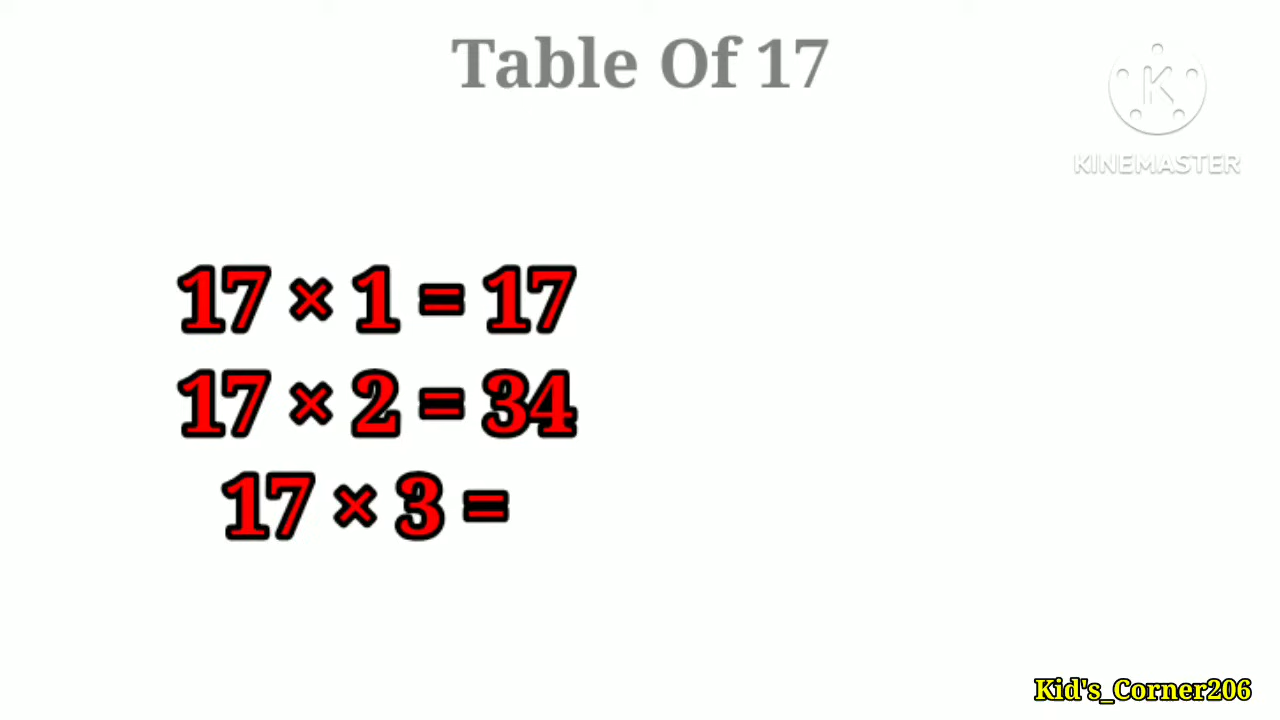 Table Of 17
KINEMASTER
17 × 1 = 17
17 × 2 = 34
17 × 3 =
Kid's_Corner206